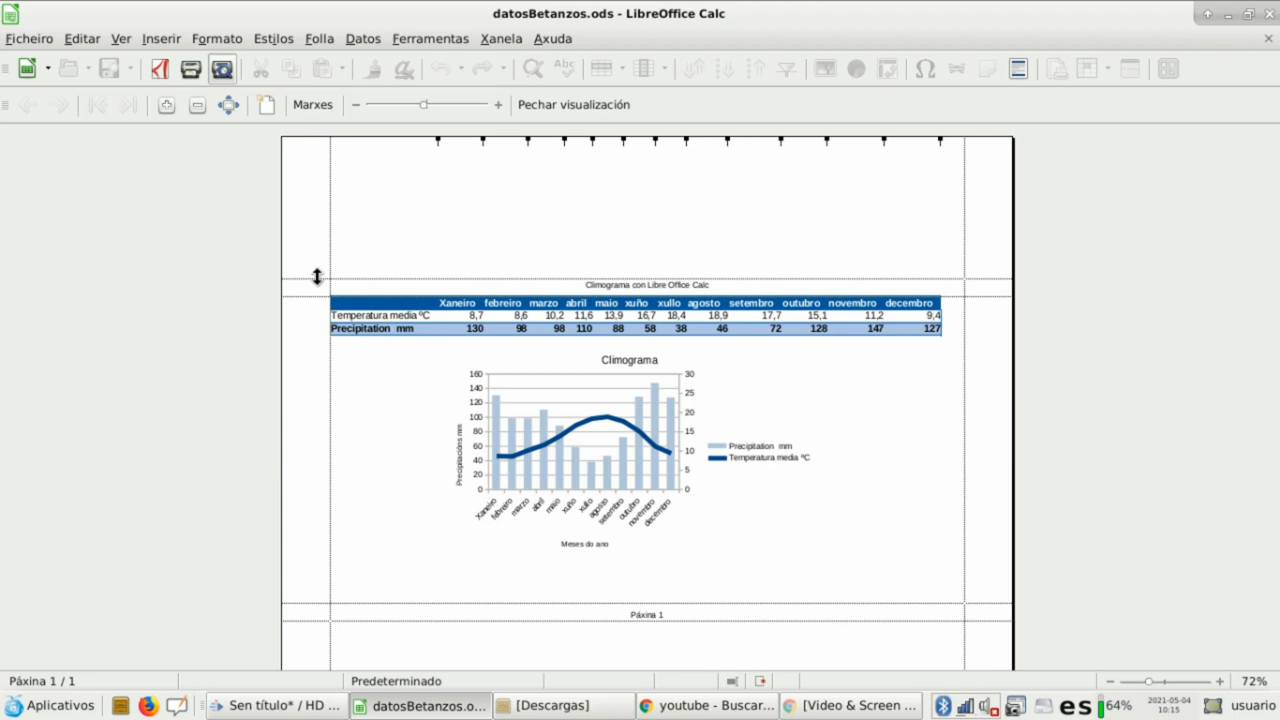 datosBetanzos.ods - LibreOffice Calc
Ficheiro Editar Ver Inserir Formato Estilos Folla Datos Ferramentas Xanela Axuda
Marxes Pechar visualización
Climograma con Libre Office Calc
Xaneiro febreiro marzo abril maio xuño xullo agosto setembro outubro novembro decembro
Temperatura media ºC 8,7 8,6 10,2 11,6 13,9 16,7 18,4 18,9 17,7 15,1 11,2 9,4
Precipitation mm 130 98 98 110 88 58 38 46 72 128 147 127
Climograma
160 30
140 25
120
100 20
80 15
60
40 10
20 5
0 0
Precipitacións mm
Precipitation mm
Temperatura media ºC
Xaneiro febreiro marzo abril maio xuño xullo agosto setembro outubro novembro decembro
Meses do ano
Páxina 1
Páxina 1 / 1 Predeterminado 72%
Aplicativos Sen título* / HD ... datosBetanzos.o... [Descargas] youtube - Buscar... [Video & Screen ... es 64% 2021-05-04 usuario
10:15